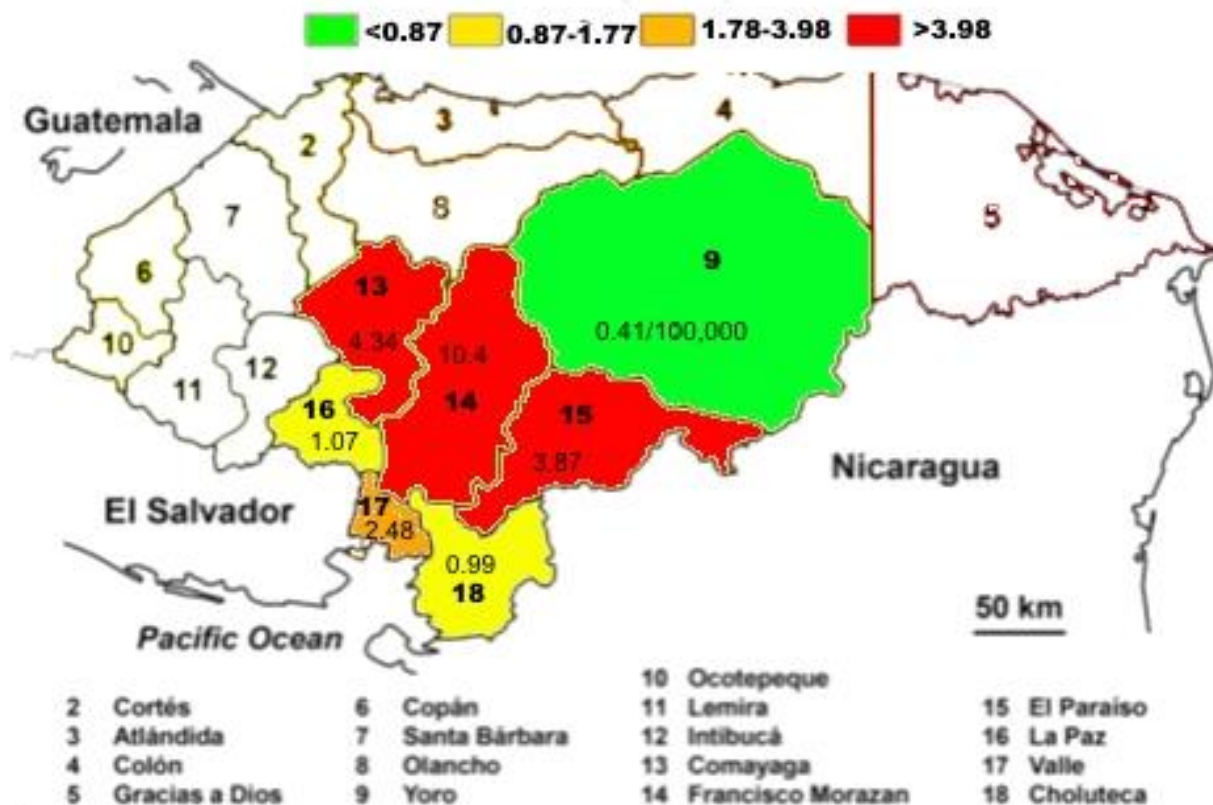 <0.87 0.87-1.77 1.78-3.98 >3.98
Guatemala
2
3
4
5
6
7
8
9
0.41/100,000
10
11
12
13
4.34
10.4
14
15
3.87
16
1.07
17
2.48
0.99
18
Nicaragua
El Salvador
Pacific Ocean
50 km
2 Cortés
3 Atlándida
4 Colón
5 Gracias a Dios
6 Copán
7 Santa Bárbara
8 Olancho
9 Yoro
10 Ocotepeque
11 Lemira
12 Intibucá
13 Comayaga
14 Francisco Morazan
15 El Paraiso
16 La Paz
17 Valle
18 Choluteca